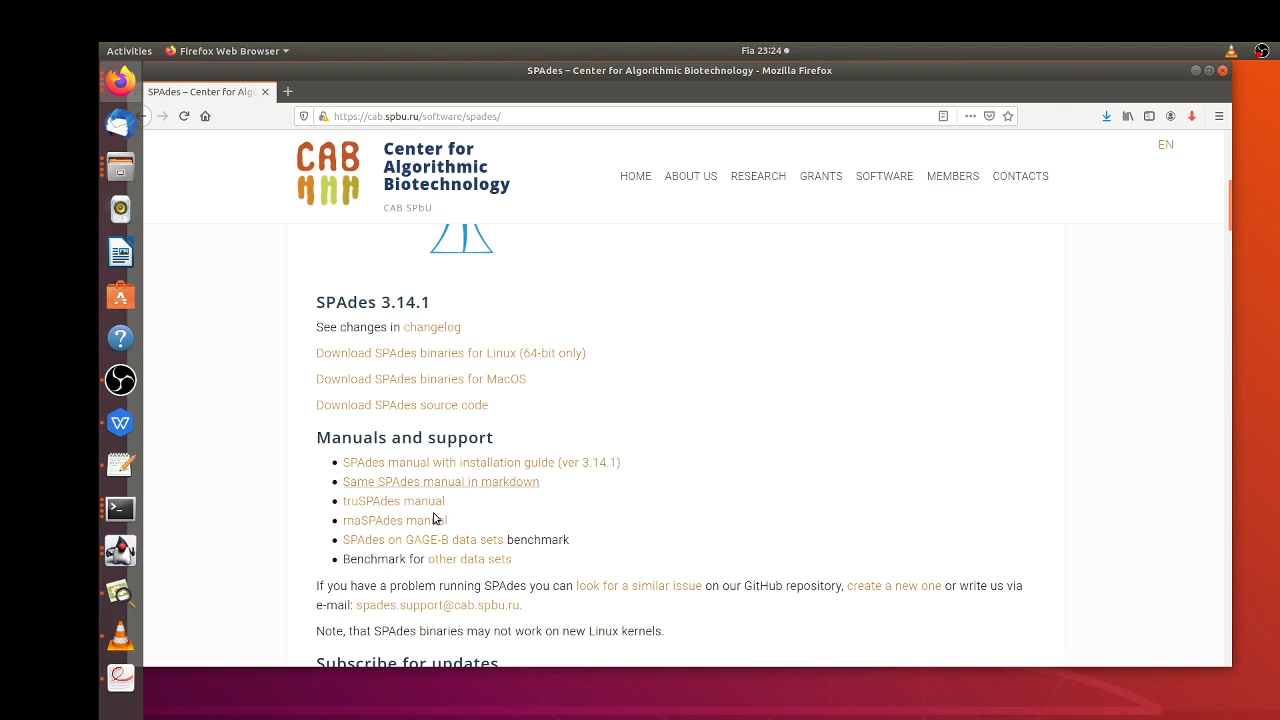 Activities
Firefox Web Browser
Fia 23:24
SPAdes – Center for Algorithmic Biotechnology - Mozilla Firefox
SPAdes – Center for Algo
https://cab.spbu.ru/software/spades/
EN
CAB
Center for
Algorithmic
Biotechnology
CAB SPbU
HOME ABOUT US RESEARCH GRANTS SOFTWARE MEMBERS CONTACTS
SPAdes 3.14.1
See changes in changelog
Download SPAdes binaries for Linux (64-bit only)
Download SPAdes binaries for MacOS
Download SPAdes source code
Manuals and support
SPAdes manual with installation guide (ver 3.14.1)
Same SPAdes manual in markdown
truSPAdes manual
rnaSPAdes manual
SPAdes on GAGE-B data sets benchmark
Benchmark for other data sets
If you have a problem running SPAdes you can look for a similar issue on our GitHub repository, create a new one or write us via
e-mail: spades.support@cab.spbu.ru.
Note, that SPAdes binaries may not work on new Linux kernels.
Subscribe for updates